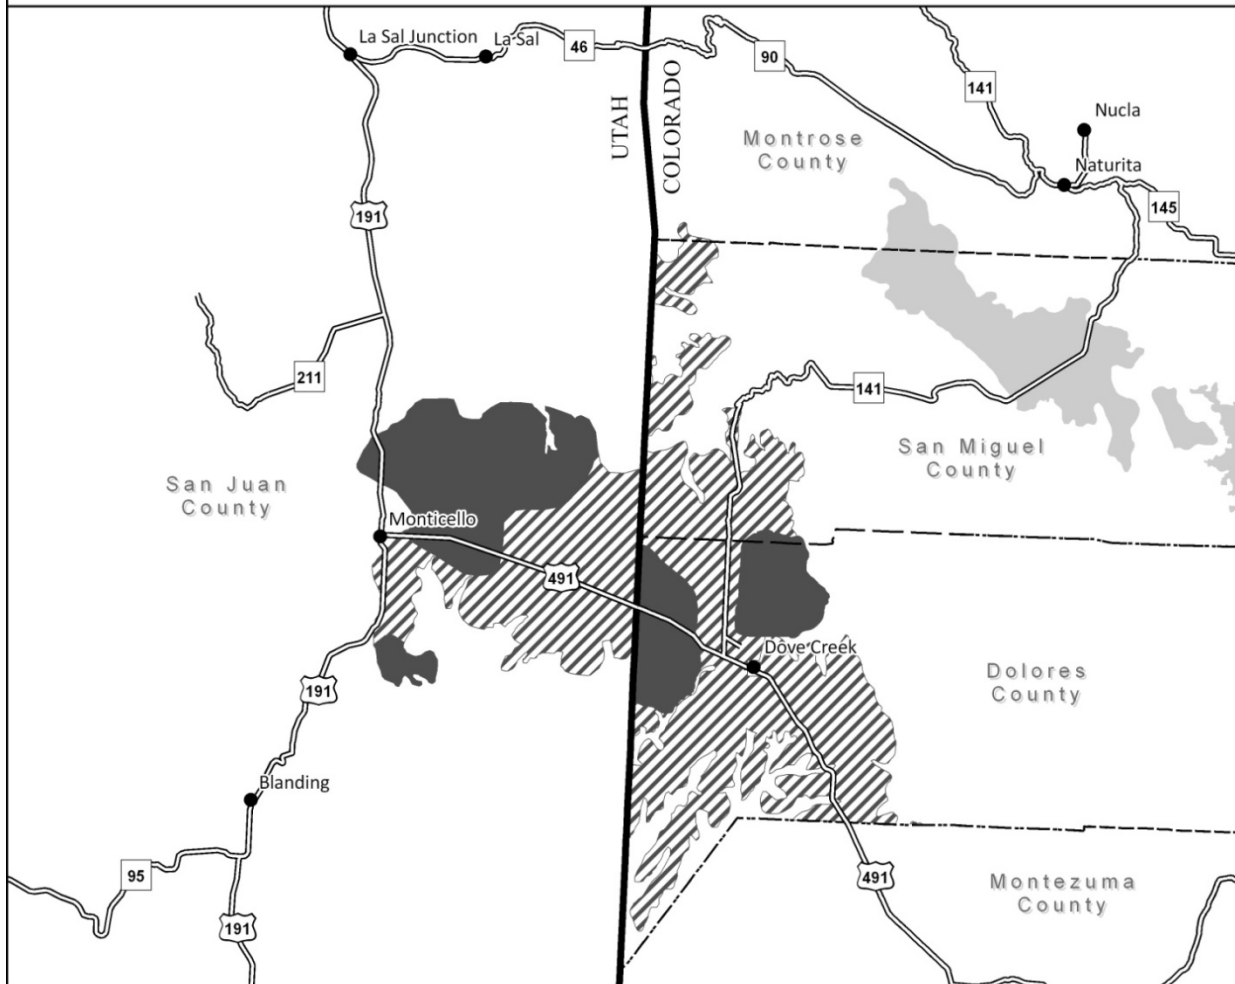 La Sal Junction
La Sal
46
90
141
Nucla
UTAH
COLORADO
Montrose
County
Naturita
145
191
211
141
San Miguel
County
San Juan
County
Monticello
491
Dove Creek
Dolores
County
191
Blanding
95
491
Montezuma
County
191